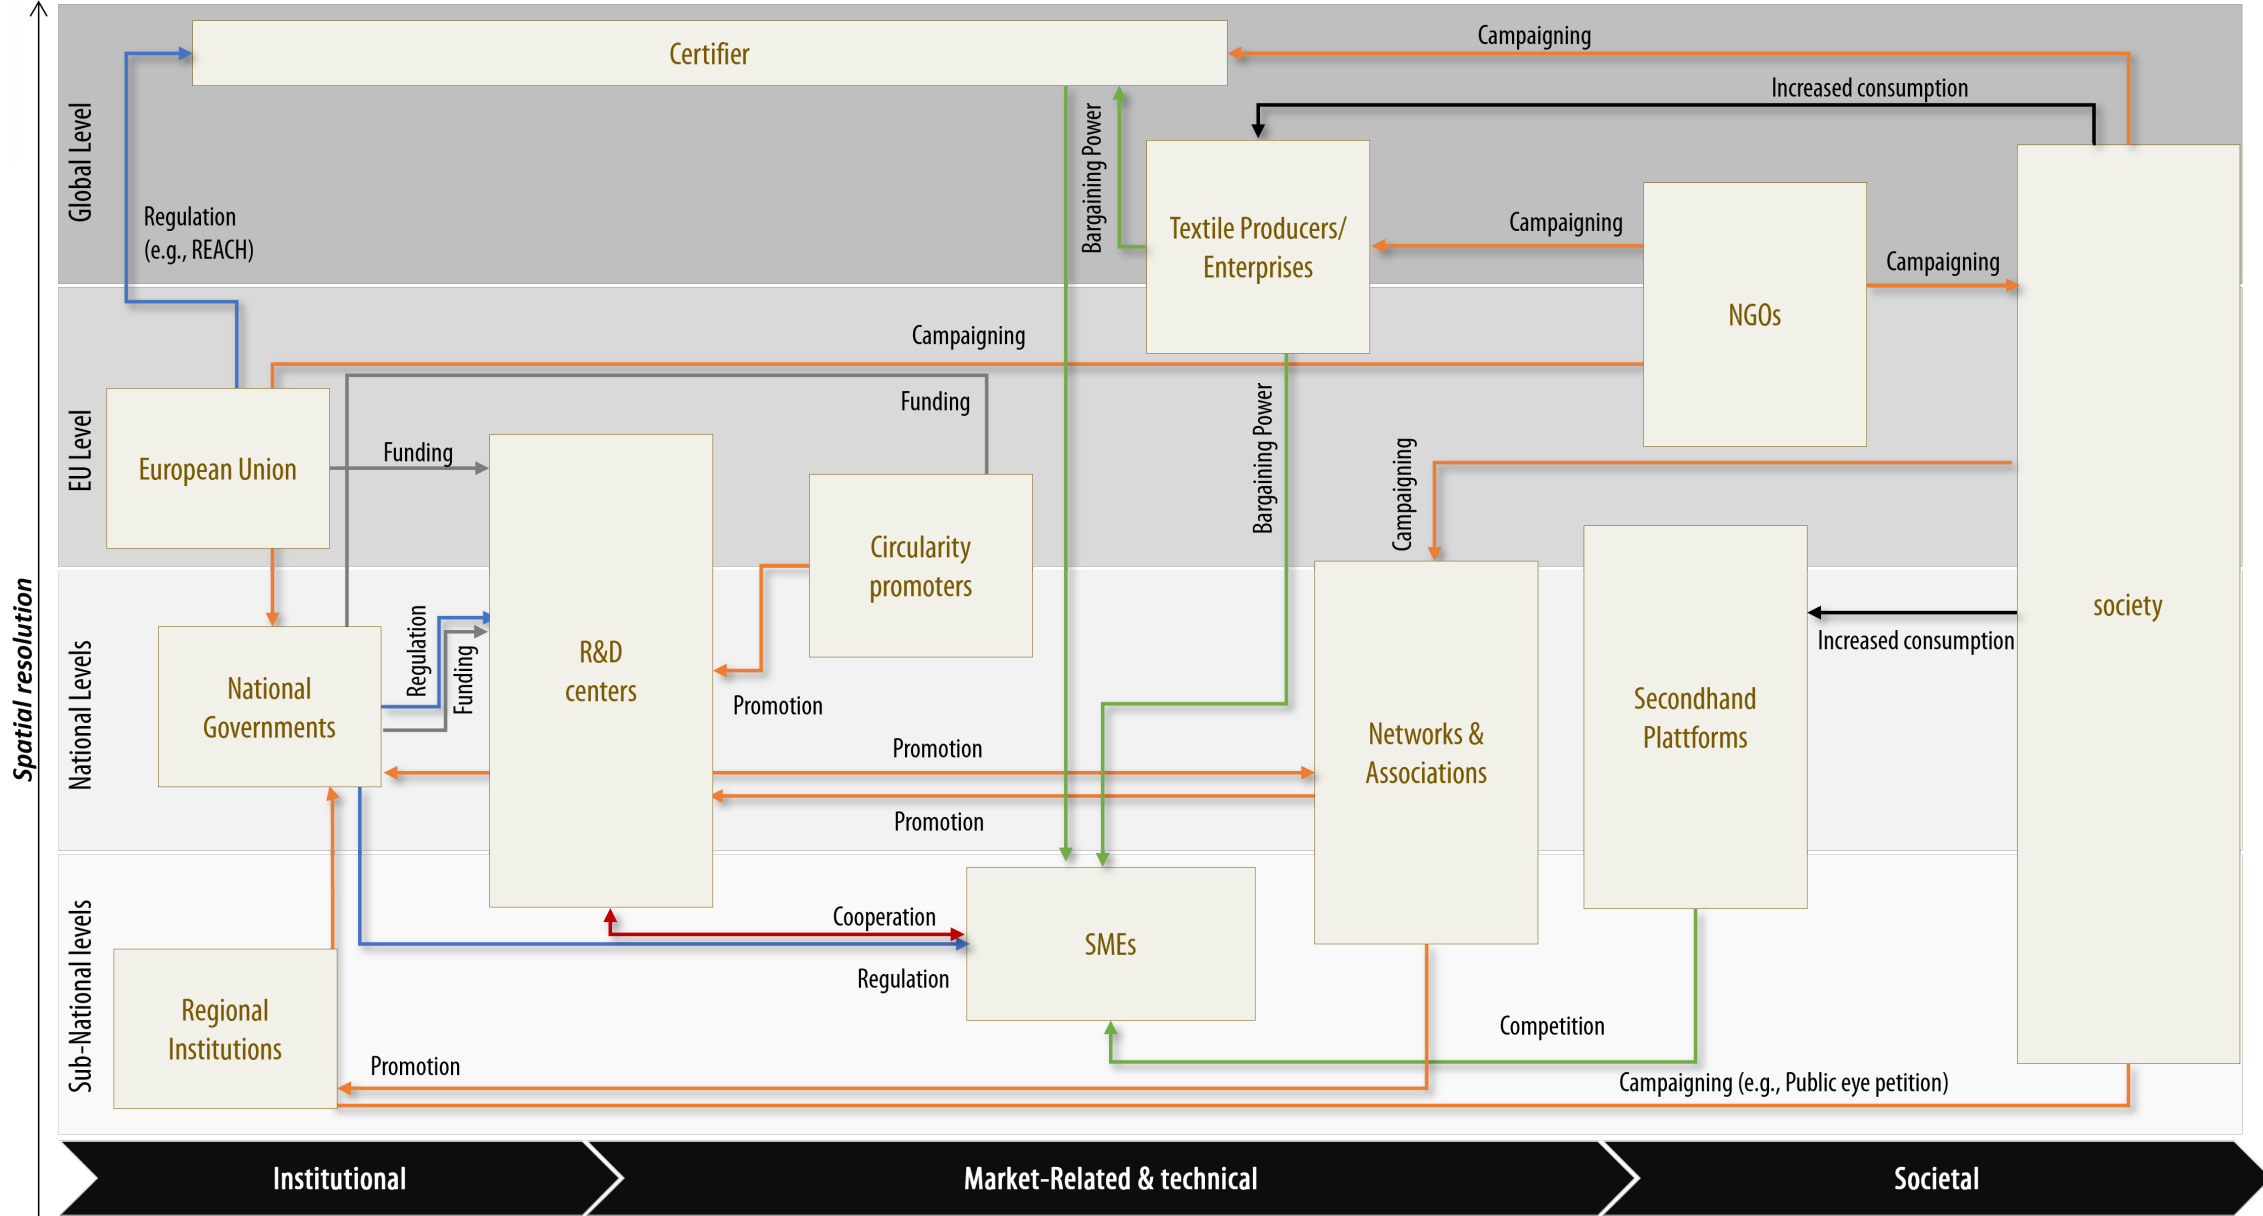 Certifier
Campaigning
Increased consumption
Global Level
Bargaining Power
Regulation
(e.g., REACH)
Textile Producers/
Enterprises
Campaigning
Campaigning
NGOs
Campaigning
Funding
EU Level
European Union
Funding
Bargaining Power
Campaigning
Circularity
promoters
Spatial resolution
National Levels
society
Increased consumption
Regulation
Funding
R&D
centers
National
Governments
Promotion
Secondhand
Plattforms
Networks &
Associations
Promotion
Promotion
Sub-National levels
Cooperation
SMEs
Regulation
Regional
Institutions
Competition
Promotion
Campaigning (e.g., Public eye petition)
Institutional
Market-Related & technical
Societal